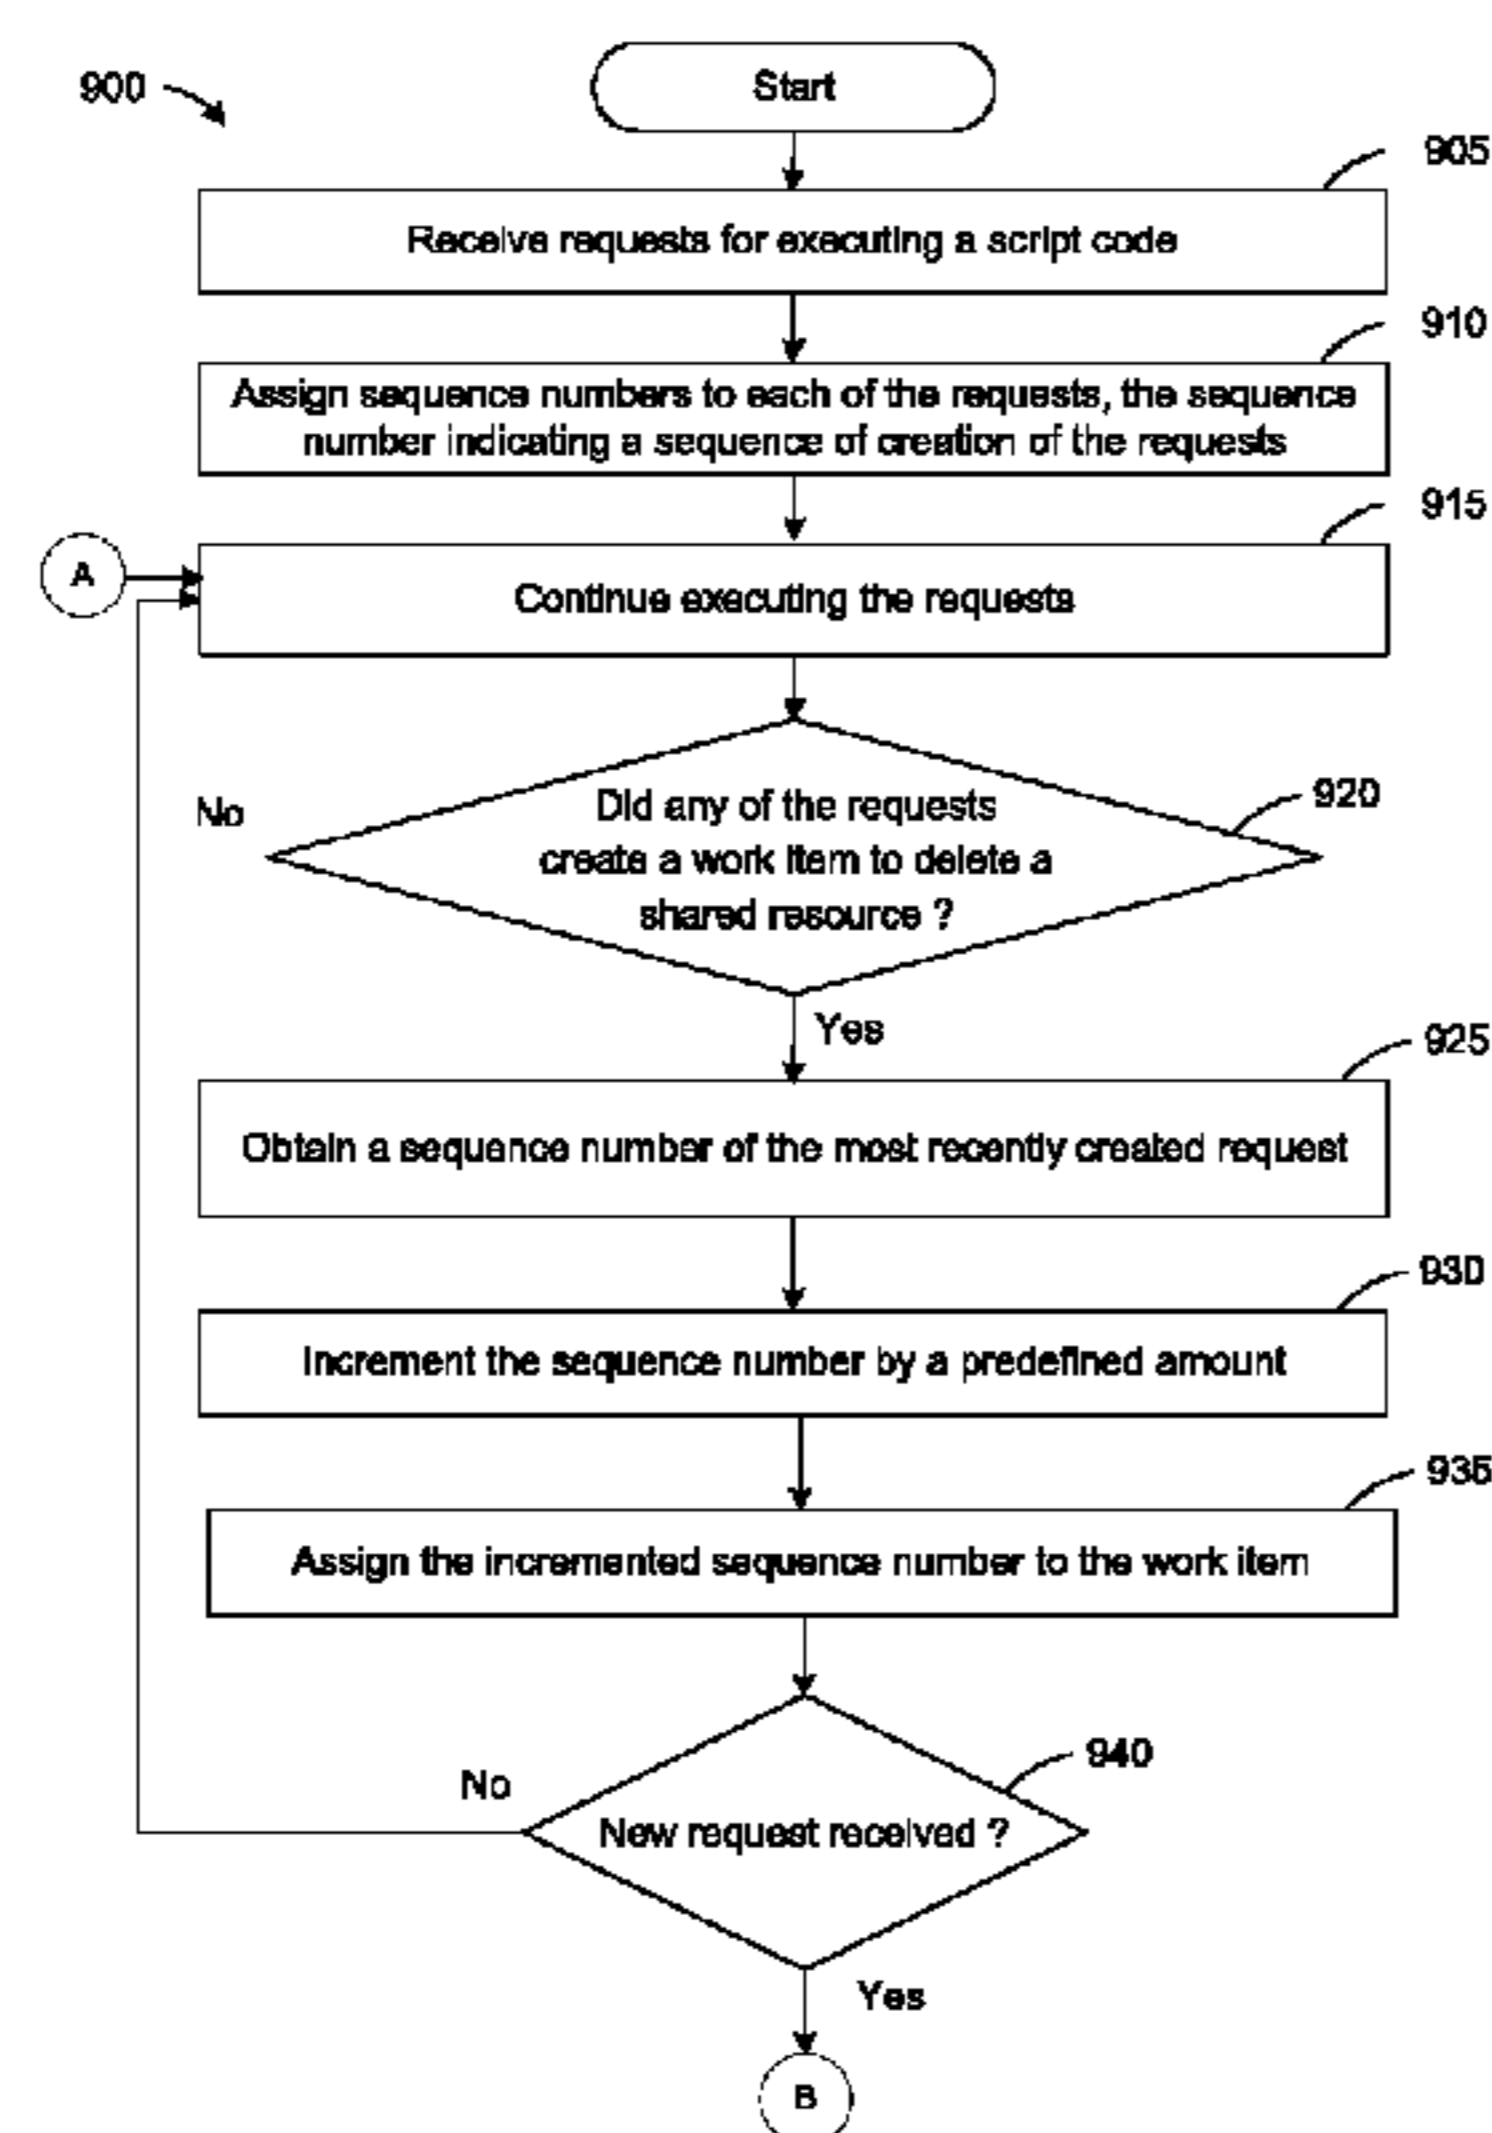 900
Start
905
Receive requests for executing a script code
910
Assign sequence numbers to each of the requests, the sequence
number indicating a sequence of creation of the requests
915
A
Continue executing the requests
No
920
Did any of the requests
create a work item to delete a
shared resource ?
Yes
925
Obtain a sequence number of the most recently created request
930
Increment the sequence number by a predefined amount
935
Assign the incremented sequence number to the work item
940
No
New request received ?
Yes
B